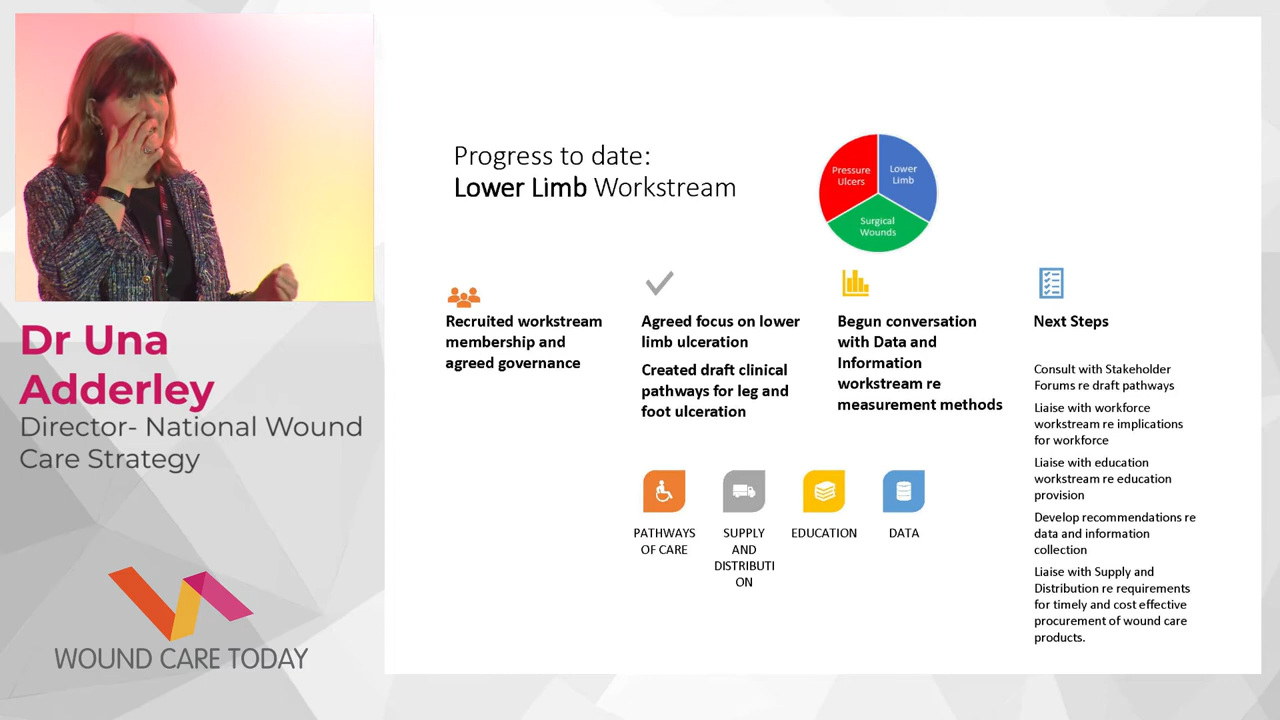 Dr Una
Adderley
Director- National Wound
Care Strategy
WOUND CARE TODAY
Progress to date:
Lower Limb Workstream
Pressure
Ulcers
Lower
Limb
Surgical
Wounds
Recruited workstream
membership and
agreed governance
Agreed focus on lower
limb ulceration
Created draft clinical
pathways for leg and
foot ulceration
Begun conversation
with Data and
Information
workstream re
measurement methods
Next Steps
Consult with Stakeholder
Forums re draft pathways
Liaise with workforce
workstream re implications
for workforce
Liaise with education
workstream re education
provision
Develop recommendations re
data and information
collection
Liaise with Supply and
Distribution re requirements
for timely and cost effective
procurement of wound care
products.
PATHWAYS
OF CARE
SUPPLY
AND
DISTRIBUTI
ON
EDUCATION
DATA